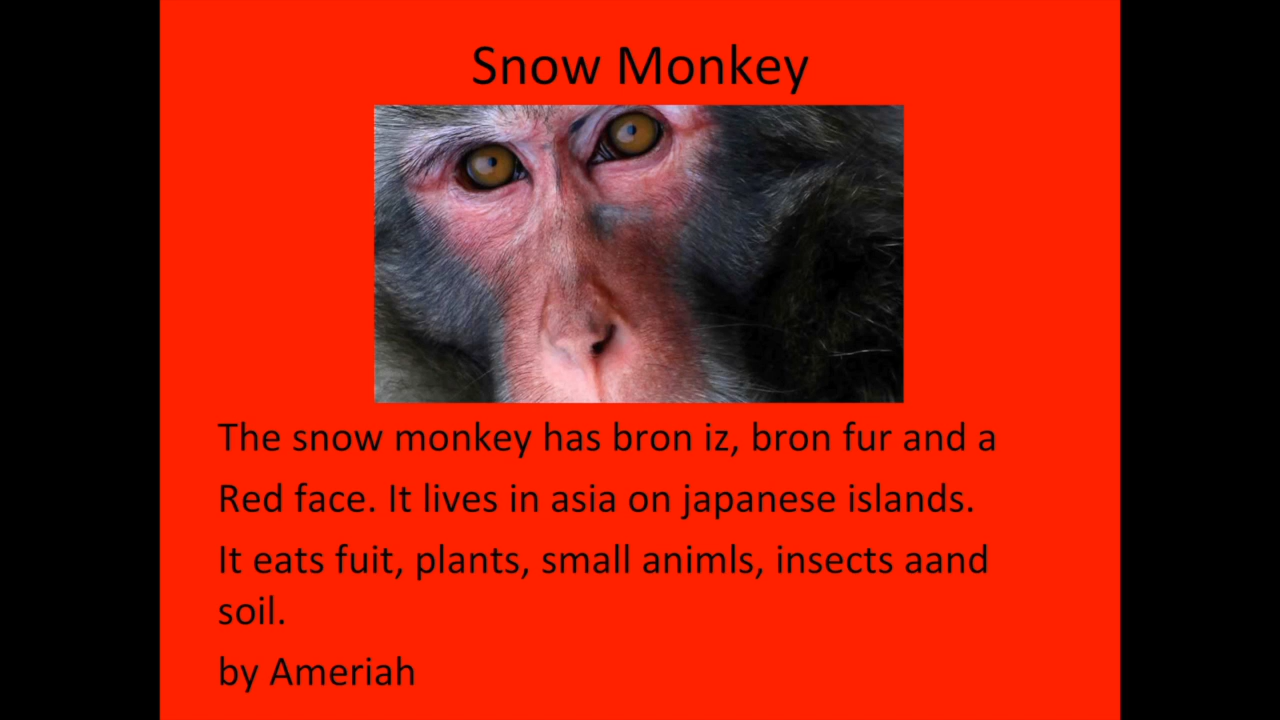 Snow Monkey
The snow monkey has bron iz, bron fur and a
Red face. It lives in asia on japanese islands.
It eats fuit, plants, small animls, insects aand
soil.
by Ameriah